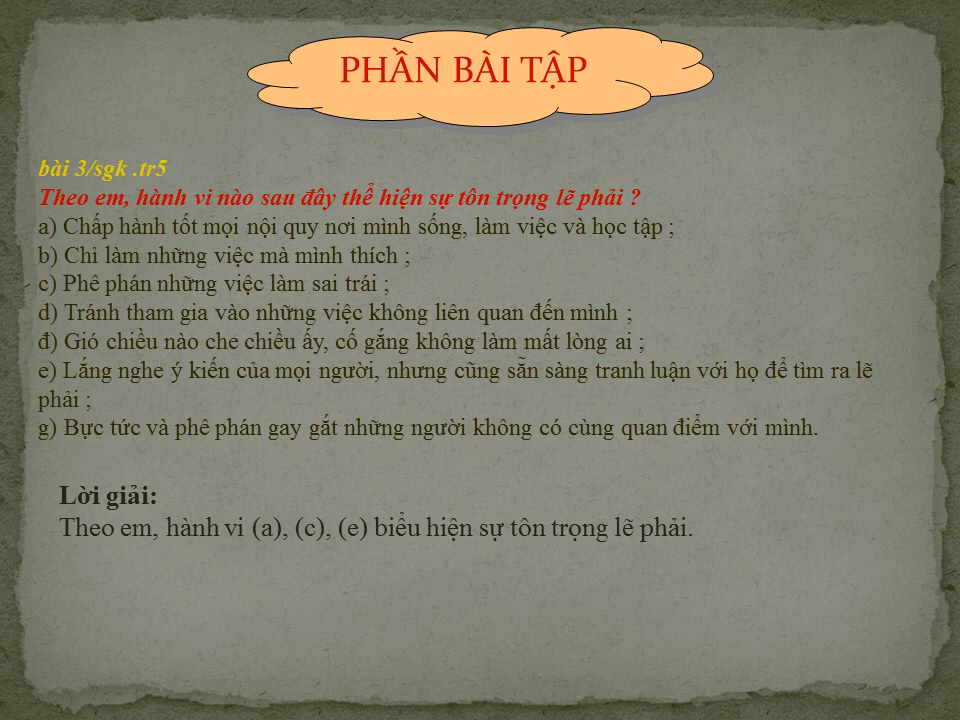 PHẦN BÀI TẬP
bài 3/sgk .tr5
Theo em, hành vi nào sau đây thể hiện sự tôn trọng lẽ phải ?
a) Chấp hành tốt mọi nội quy nơi mình sống, làm việc và học tập ;
b) Chỉ làm những việc mà mình thích ;
c) Phê phán những việc làm sai trái ;
d) Tránh tham gia vào những việc không liên quan đến mình ;
đ) Gió chiều nào che chiều ấy, cố gắng không làm mất lòng ai ;
e) Lắng nghe ý kiến của mọi người, nhưng cũng sẵn sàng tranh luận với họ để tìm ra lẽ
phải ;
g) Bực tức và phê phán gay gắt những người không có cùng quan điểm với mình.
Lời giải:
Theo em, hành vi (a), (c), (e) biểu hiện sự tôn trọng lẽ phải.